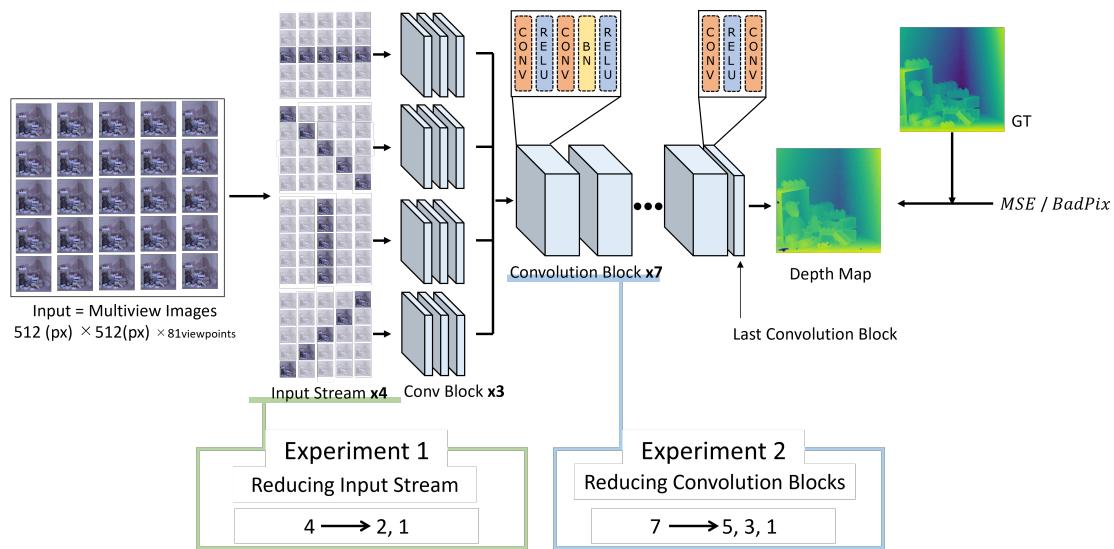 Input = Multiview Images
512 (px) × 512(px) × 81viewpoints
Input Stream x4
Conv Block x3
CONV
RELU
CONV
BN
RELU
Convolution Block x7
CONV
RELU
CONV
Last Convolution Block
Depth Map
GT
MSE / BadPix
Experiment 1
Reducing Input Stream
4 → 2, 1
Experiment 2
Reducing Convolution Blocks
7 → 5, 3, 1